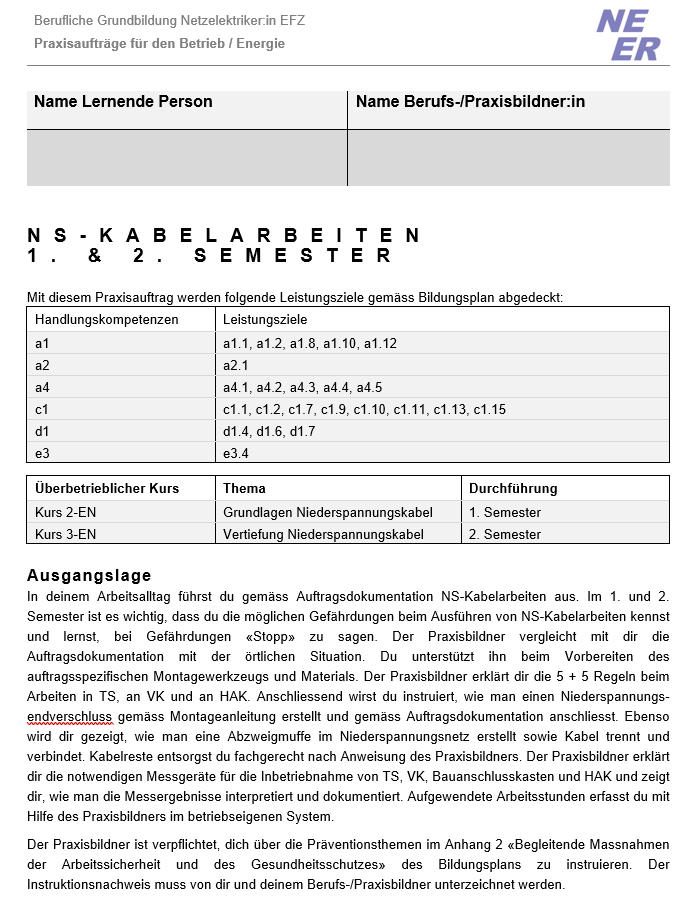 Berufliche Grundbildung Netzelektriker:in EFZ
Praxisaufträge für den Betrieb / Energie
NE
ER
Name Lernende Person Name Berufs-/Praxisbildner:in
NS-KABELARBEITEN
1. & 2. SEMESTER
Mit diesem Praxisauftrag werden folgende Leistungsziele gemäss Bildungsplan abgedeckt:
Handlungskompetenzen Leistungsziele
a1 a1.1, a1.2, a1.8, a1.10, a1.12
a2 a2.1
a4 a4.1, a4.2, a4.3, a4.4, a4.5
c1 c1.1, c1.2, c1.7, c1.9, c1.10, c1.11, c1.13, c1.15
d1 d1.4, d1.6, d1.7
e3 e3.4
Überbetrieblicher Kurs Thema Durchführung
Kurs 2-EN Grundlagen Niederspannungskabel 1. Semester
Kurs 3-EN Vertiefung Niederspannungskabel 2. Semester
Ausgangslage
In deinem Arbeitsalltag führst du gemäss Auftragsdokumentation NS-Kabelarbeiten aus. Im 1. und 2.
Semester ist es wichtig, dass du die möglichen Gefährdungen beim Ausführen von NS-Kabelarbeiten kennst
und lernst, bei Gefährdungen «Stopp» zu sagen. Der Praxisbildner vergleicht mit dir die
Auftragsdokumentation mit der örtlichen Situation. Du unterstützt ihn beim Vorbereiten des
auftragsspezifischen Montagewerkzeugs und Materials. Der Praxisbildner erklärt dir die 5 + 5 Regeln beim
Arbeiten in TS, an VK und an HAK. Anschliessend wirst du instruiert, wie man einen Niederspannungs-
endverschluss gemäss Montageanleitung erstellt und gemäss Auftragsdokumentation anschliesst. Ebenso
wird dir gezeigt, wie man eine Abzweigmuffe im Niederspannungsnetz erstellt sowie Kabel trennt und
verbindet. Kabelreste entsorgst du fachgerecht nach Anweisung des Praxisbildners. Der Praxisbildner erklärt
dir die notwendigen Messgeräte für die Inbetriebnahme von TS, VK, Bauanschlusskasten und HAK und zeigt
dir, wie man die Messergebnisse interpretiert und dokumentiert. Aufgewendete Arbeitsstunden erfasst du mit
Hilfe des Praxisbildners im betriebseigenen System.
Der Praxisbildner ist verpflichtet, dich über die Präventionsthemen im Anhang 2 «Begleitende Massnahmen
der Arbeitssicherheit und des Gesundheitsschutzes» des Bildungsplans zu instruieren. Der
Instruktionsnachweis muss von dir und deinem Berufs-/Praxisbildner unterzeichnet werden.